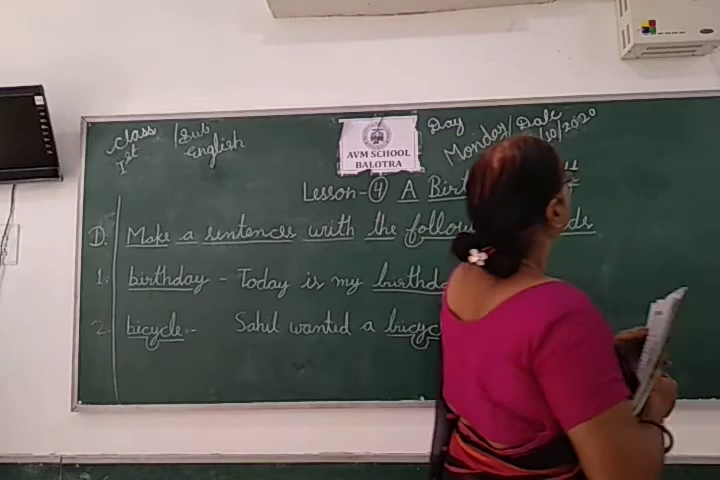 class /Sub
Ist English
AVM SCHOOL
BALOTRA
Day
Monday / Date
/10/2020
Lesson-4 A
D. Make a sentences with the
1. birthday - Today is my
2. bicycle - Sahil wanted a